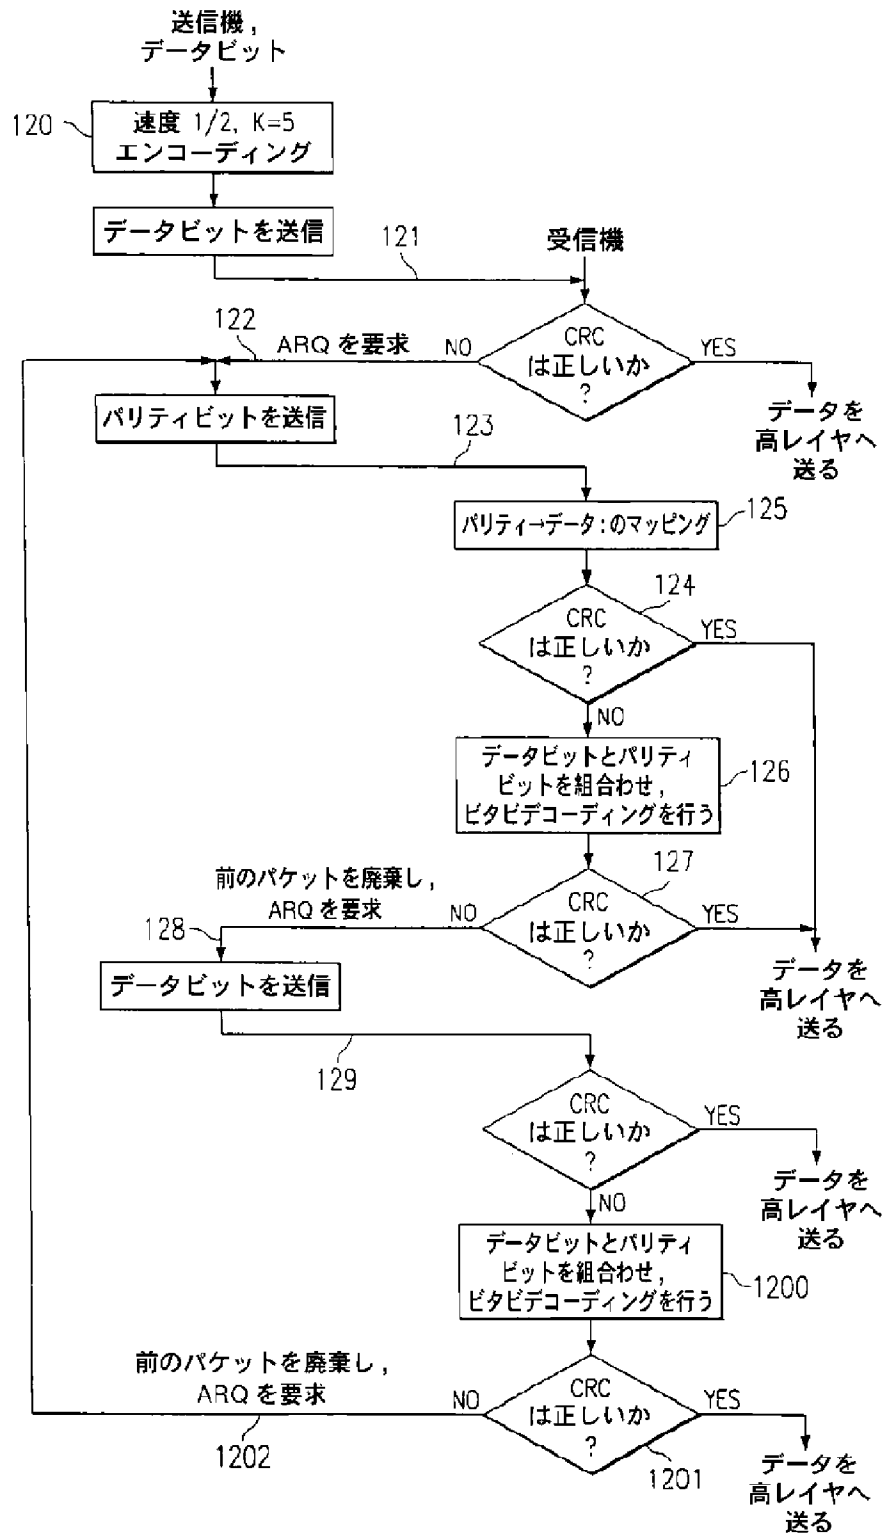 送信機,
データビット
120
速度 1/2, K=5
エンコーディング
データビットを送信
121
受信機
CRC
は正しいか
?
YES
データを
高レイヤへ
送る
NO
ARQ を要求
122
パリティビットを送信
123
パリティ→データ:のマッピング
125
124
CRC
は正しいか
?
YES
NO
データビットとパリティ
ビットを組合わせ,
ビタビデコーディングを行う
126
127
CRC
は正しいか
?
YES
データを
高レイヤへ
送る
NO
前のパケットを廃棄し,
ARQ を要求
128
データビットを送信
129
CRC
は正しいか
?
YES
データを
高レイヤへ
送る
NO
データビットとパリティ
ビットを組合わせ,
ビタビデコーディングを行う
1200
CRC
は正しいか
?
1201
YES
データを
高レイヤへ
送る
NO
前のパケットを廃棄し,
ARQ を要求
1202